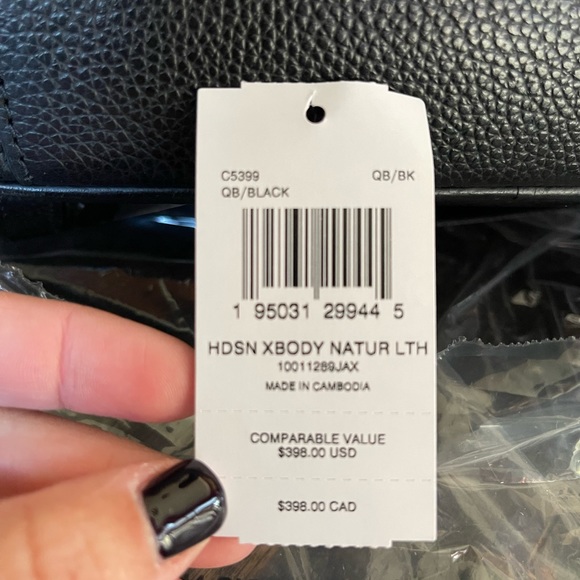 C5399 QB/BK
QB/BLACK
1 95031 29944 5
HDSN XBODY NATUR LTH
10011289JAX
MADE IN CAMBODIA
COMPARABLE VALUE
$398.00 USD
$398.00 CAD